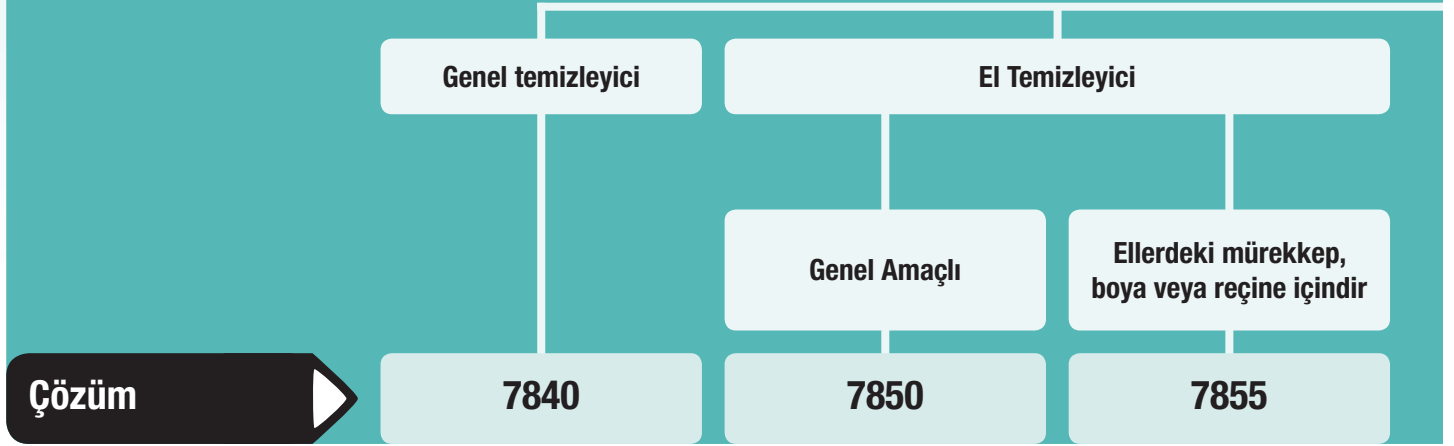 Genel temizleyici
El Temizleyici
Genel Amaçlı
Ellerdeki mürekkep,
boya veya reçine içindir
Çözüm
7840
7850
7855